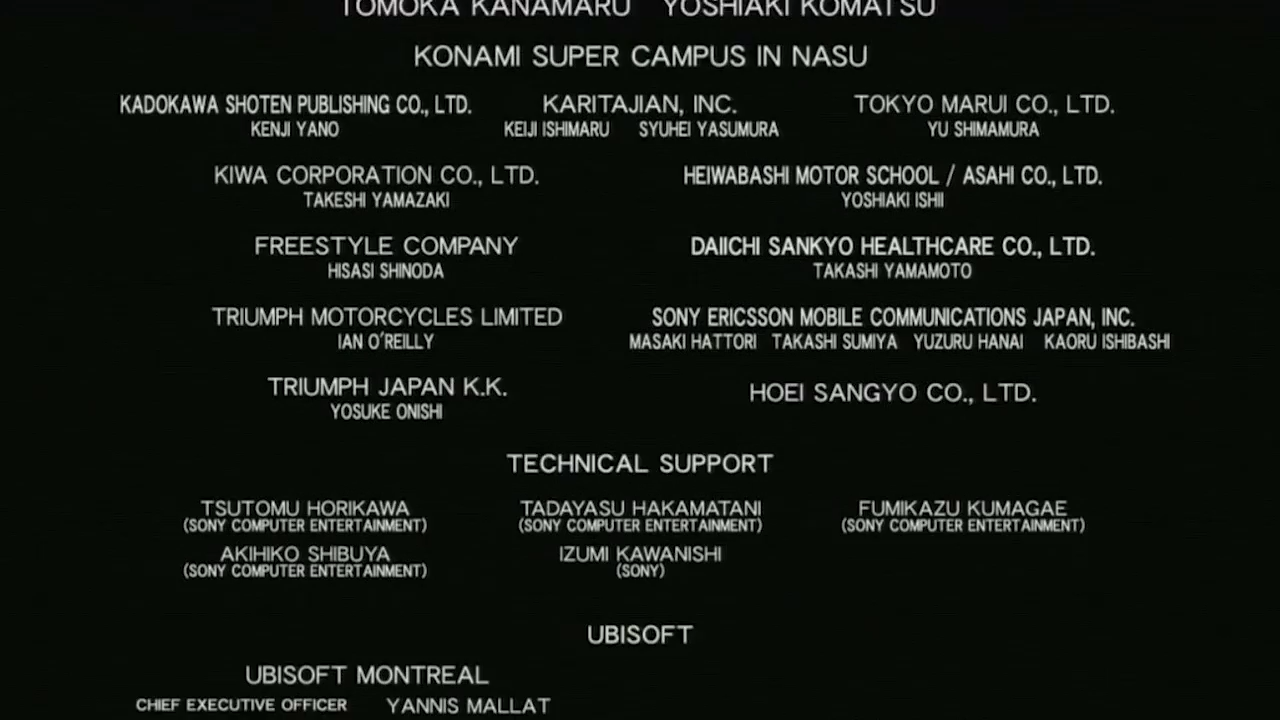 TOMOKA KANAMARU YOSHIAKI KOMATSU
KONAMI SUPER CAMPUS IN NASU
KADOKAWA SHOTEN PUBLISHING CO., LTD. KARITAJIAN, INC. TOKYO MARUI CO., LTD.
KENJI YANO KEIJI ISHIMARU SYUHEI YASUMURA YU SHIMAMURA
KIWA CORPORATION CO., LTD. HEIWABASHI MOTOR SCHOOL / ASAHI CO., LTD.
TAKESHI YAMAZAKI YOSHIAKI ISHII
FREESTYLE COMPANY DAIICHI SANKYO HEALTHCARE CO., LTD.
HISASI SHINODA TAKASHI YAMAMOTO
TRIUMPH MOTORCYCLES LIMITED SONY ERICSSON MOBILE COMMUNICATIONS JAPAN, INC.
IAN O'REILLY MASAKI HATTORI TAKASHI SUMIYA YUZURU HANAI KAORU ISHIBASHI
TRIUMPH JAPAN K.K. HOEI SANGYO CO., LTD.
YOSUKE ONISHI
TECHNICAL SUPPORT
TSUTOMU HORIKAWA TADAYASU HAKAMATANI FUMIKAZU KUMAGAE
(SONY COMPUTER ENTERTAINMENT) (SONY COMPUTER ENTERTAINMENT) (SONY COMPUTER ENTERTAINMENT)
AKIHIKO SHIBUYA IZUMI KAWANISHI
(SONY COMPUTER ENTERTAINMENT) (SONY)
UBISOFT
UBISOFT MONTREAL
CHIEF EXECUTIVE OFFICER YANNIS MALLAT